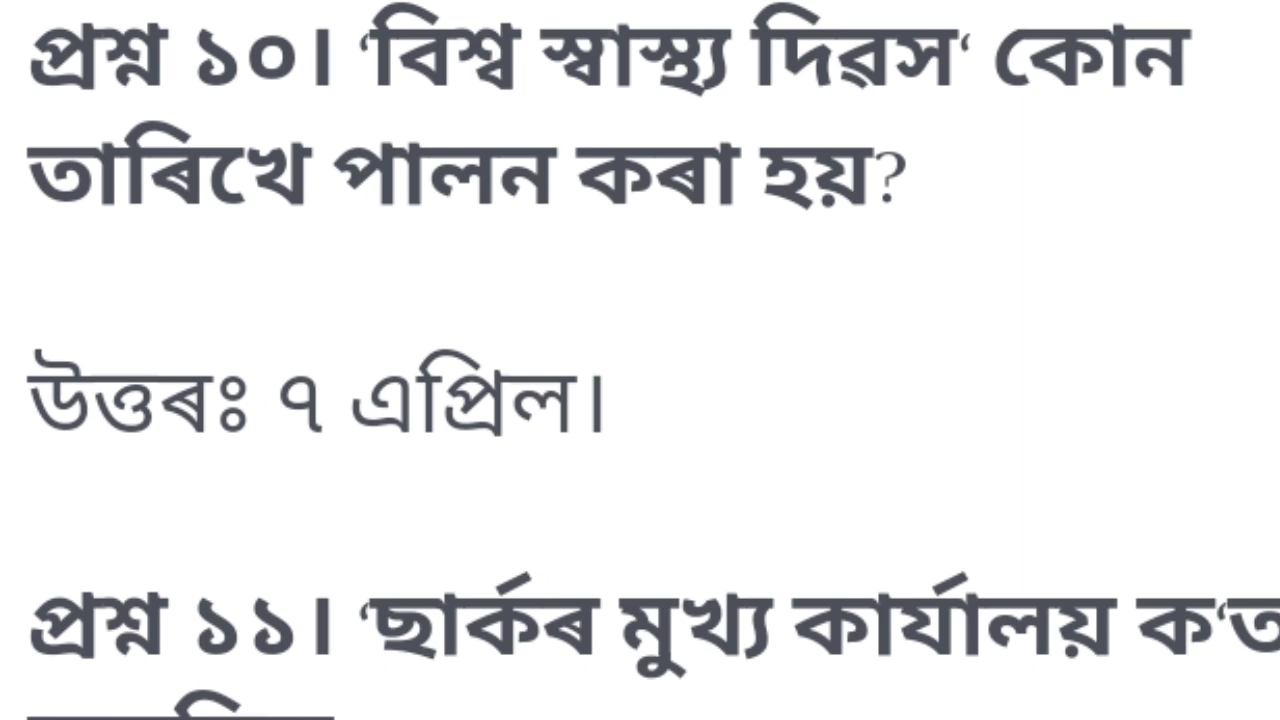 প্ৰশ্ন ১০। ‘বিশ্ব স্বাস্থ্য দিৱস‘ কোন
তাৰিখে পালন কৰা হয়?
উত্তৰঃ ৭ এপ্ৰিল।
প্ৰশ্ন ১১। ‘ছাৰ্কৰ মুখ্য কাৰ্যালয় ক‘ত